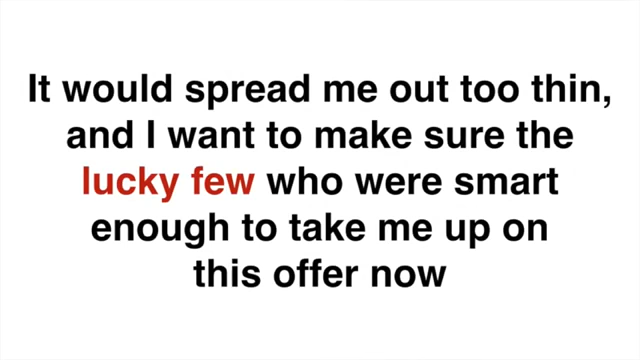 It would spread me out too thin,
and I want to make sure the
lucky few who were smart
enough to take me up on
this offer now